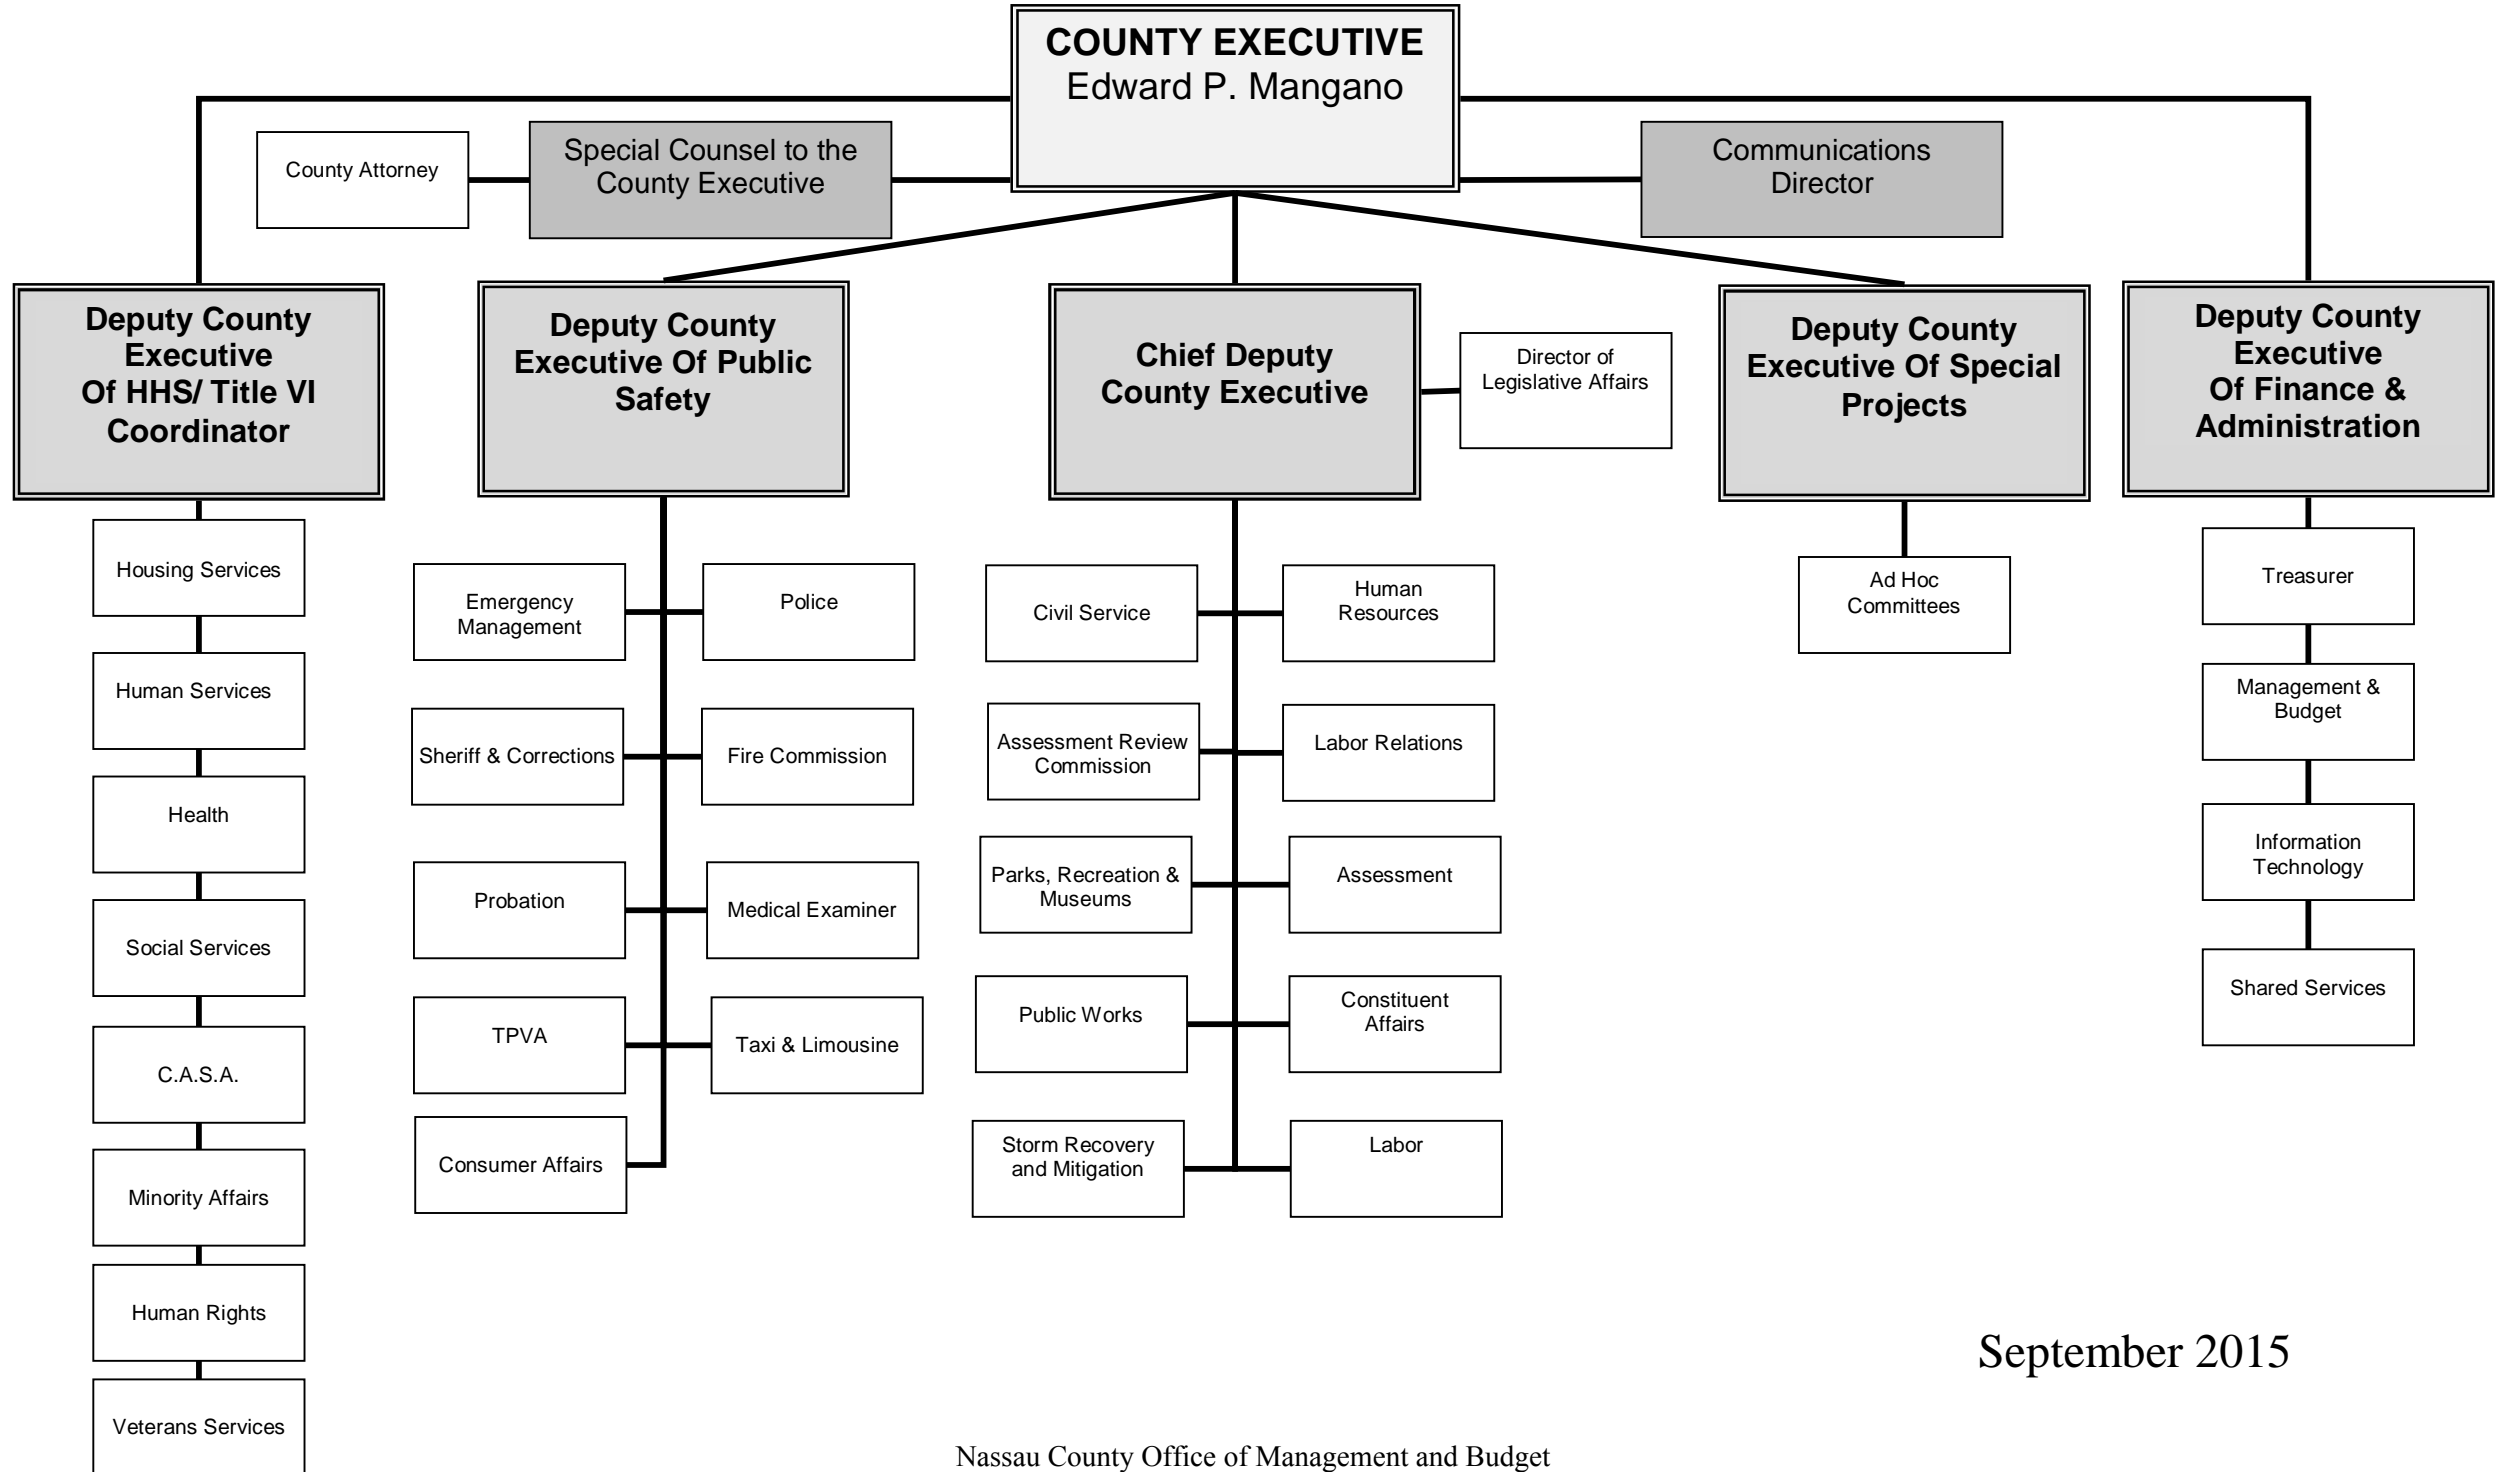 COUNTY EXECUTIVE
Edward P. Mangano
County Attorney
Special Counsel to the
County Executive
Communications
Director
Deputy County
Executive
Of HHS/ Title VI
Coordinator
Deputy County
Executive Of Public
Safety
Chief Deputy
County Executive
Director of
Legislative Affairs
Deputy County
Executive Of Special
Projects
Deputy County
Executive
Of Finance &
Administration
Housing Services
Human Services
Health
Social Services
C.A.S.A.
Minority Affairs
Human Rights
Veterans Services
Emergency
Management
Police
Sheriff & Corrections
Fire Commission
Probation
Medical Examiner
TPVA
Taxi & Limousine
Consumer Affairs
Civil Service
Human
Resources
Assessment Review
Commission
Labor Relations
Parks, Recreation &
Museums
Assessment
Public Works
Constituent
Affairs
Storm Recovery
and Mitigation
Labor
Ad Hoc
Committees
Treasurer
Management &
Budget
Information
Technology
Shared Services
September 2015
Nassau County Office of Management and Budget